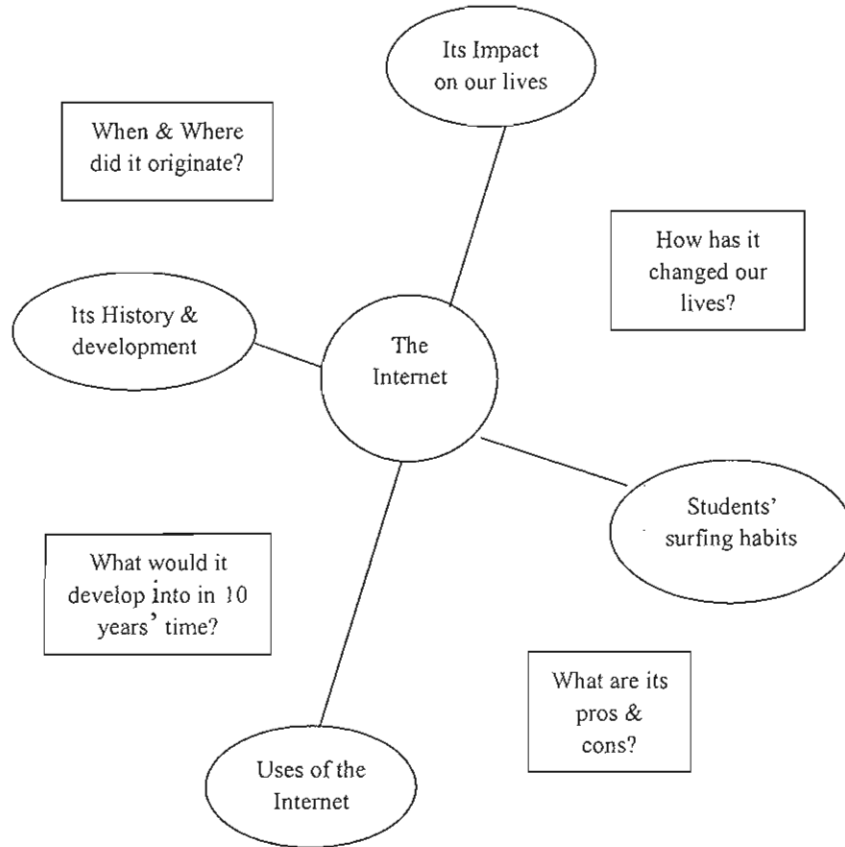 Its Impact
on our lives
When & Where
did it originate?
How has it
changed our
lives?
Its History &
development
The
Internet
Students'
surfing habits
What would it
develop into in 10
years' time?
What are its
pros &
cons?
Uses of the
Internet